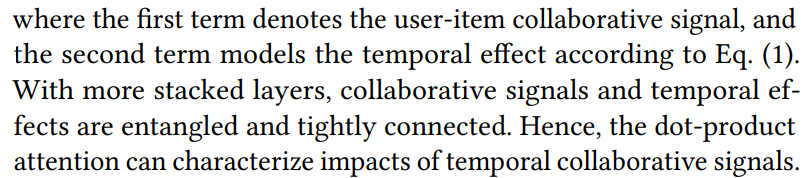 where the first term denotes the user-item collaborative signal, and
the second term models the temporal effect according to Eq. (1).
With more stacked layers, collaborative signals and temporal ef-
fects are entangled and tightly connected. Hence, the dot-product
attention can characterize impacts of temporal collaborative signals.